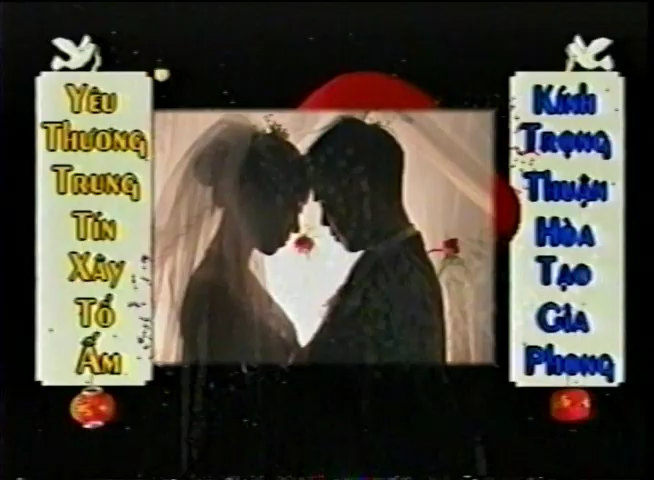 Yêu
Thương
Trung
Tín
Xây
Tổ
Ấm
Kính
Trọng
Thuận
Hòa
Tạo
Gia
Phong